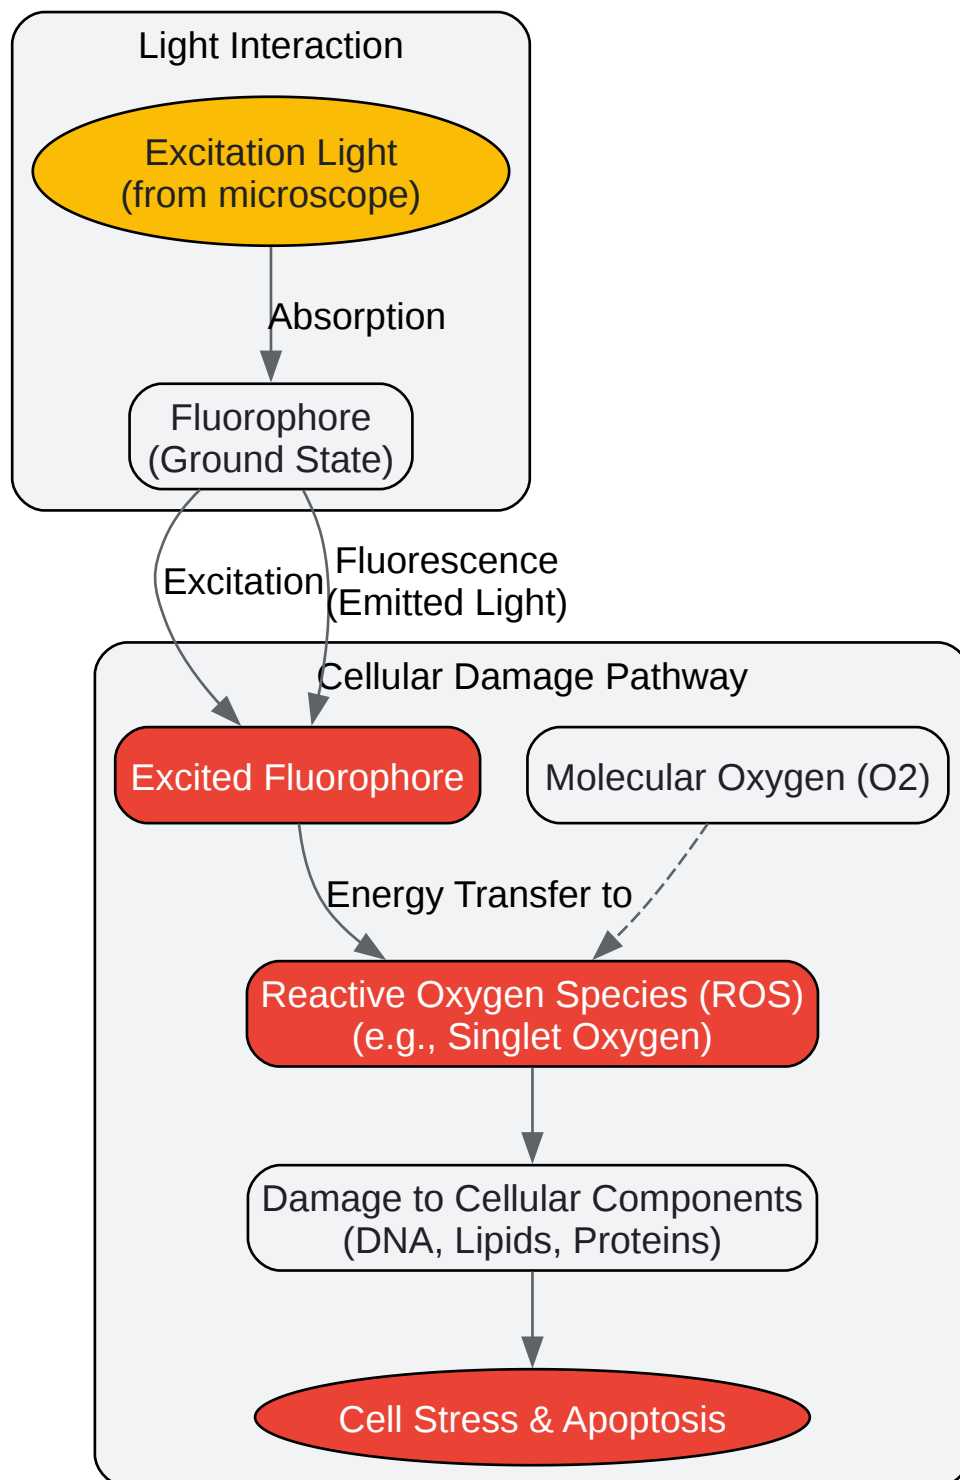 Light Interaction
Excitation Light
(from microscope)
Absorption
Fluorophore
(Ground State)
Excitation
Fluorescence
(Emitted Light)
Cellular Damage Pathway
Excited Fluorophore
Molecular Oxygen (O2)
Energy Transfer to
Reactive Oxygen Species (ROS)
(e.g., Singlet Oxygen)
Damage to Cellular Components
(DNA, Lipids, Proteins)
Cell Stress & Apoptosis